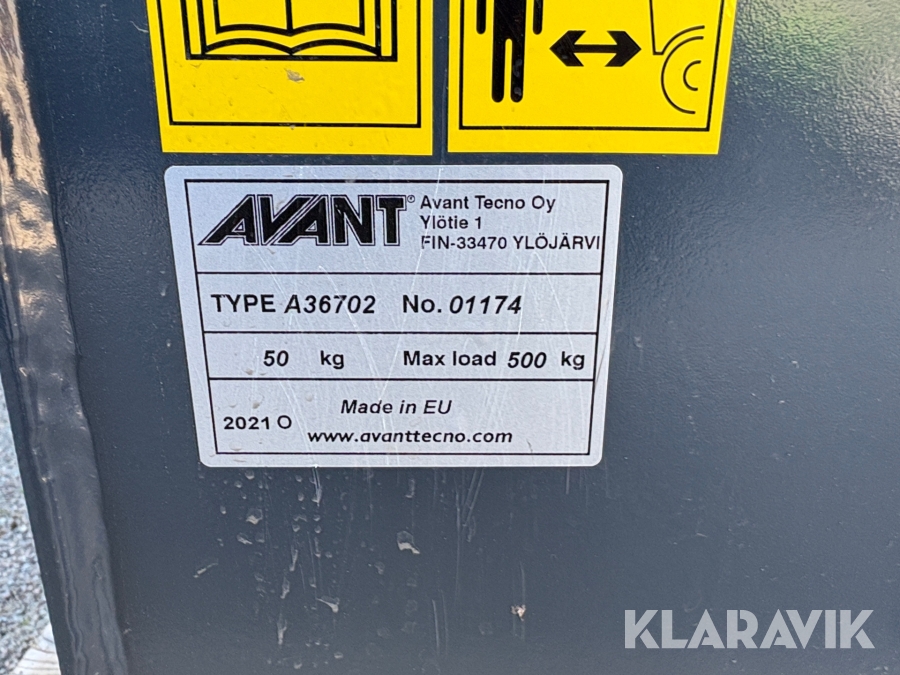 AVANT®
Avant Tecno Oy
Ylötie 1
FIN-33470 YLÖJÄRVI
TYPE A36702 No. 01174
50 kg Max load 500 kg
2021 O
Made in EU
www.avanttecno.com
KLARAVIK